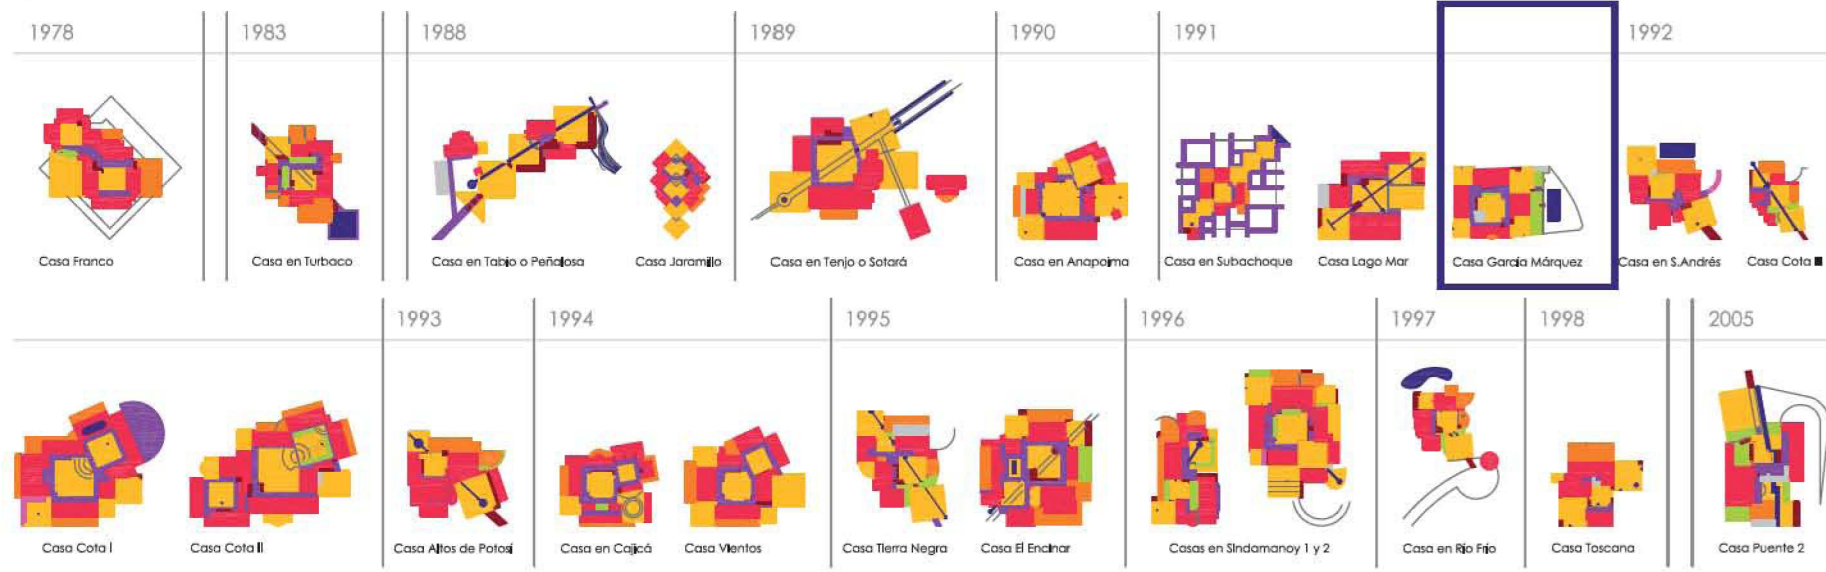 1978 1983 1988 1989 1990 1991 1992
Casa Franco Casa en Turbaco Casa en Tabio o Peñalosa Casa Jaramillo Casa en Tenjo o Sotará Casa en Anapoima Casa en Subachoque Casa Lago Mar Casa García Márquez Casa en S.Andrés Casa Cota III
1993 1994 1995 1996 1997 1998 2005
Casa Cota I Casa Cota II Casa Altos de Potosí Casa en Cajicá Casa Vientos Casa Tierra Negra Casa El Encinar Casas en Sindamanoy 1 y 2 Casa en Río Frío Casa Toscana Casa Puente 2